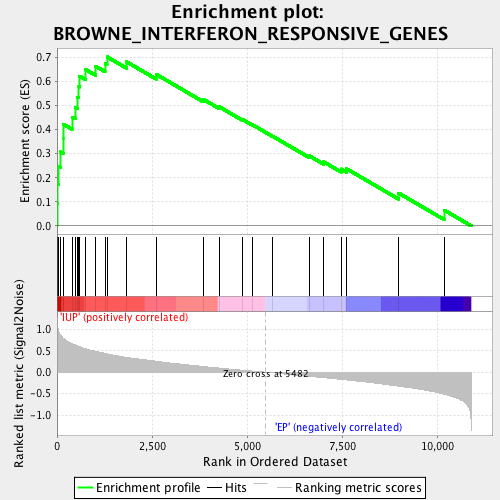 Enrichment plot:
BROWNE_INTERFERON_RESPONSIVE_GENES
Enrichment score (ES)
0.7
0.6
0.5
0.4
0.3
0.2
0.1
0.0
'IUP' (positively correlated)
Ranked list metric (Signal2Noise)
1.0
0.5
0.0
-0.5
-1.0
Zero cross at 5482
'EP' (negatively correlated)
0
2,500
5,000
7,500
10,000
Rank in Ordered Dataset
Enrichment profile
Hits
Ranking metric scores